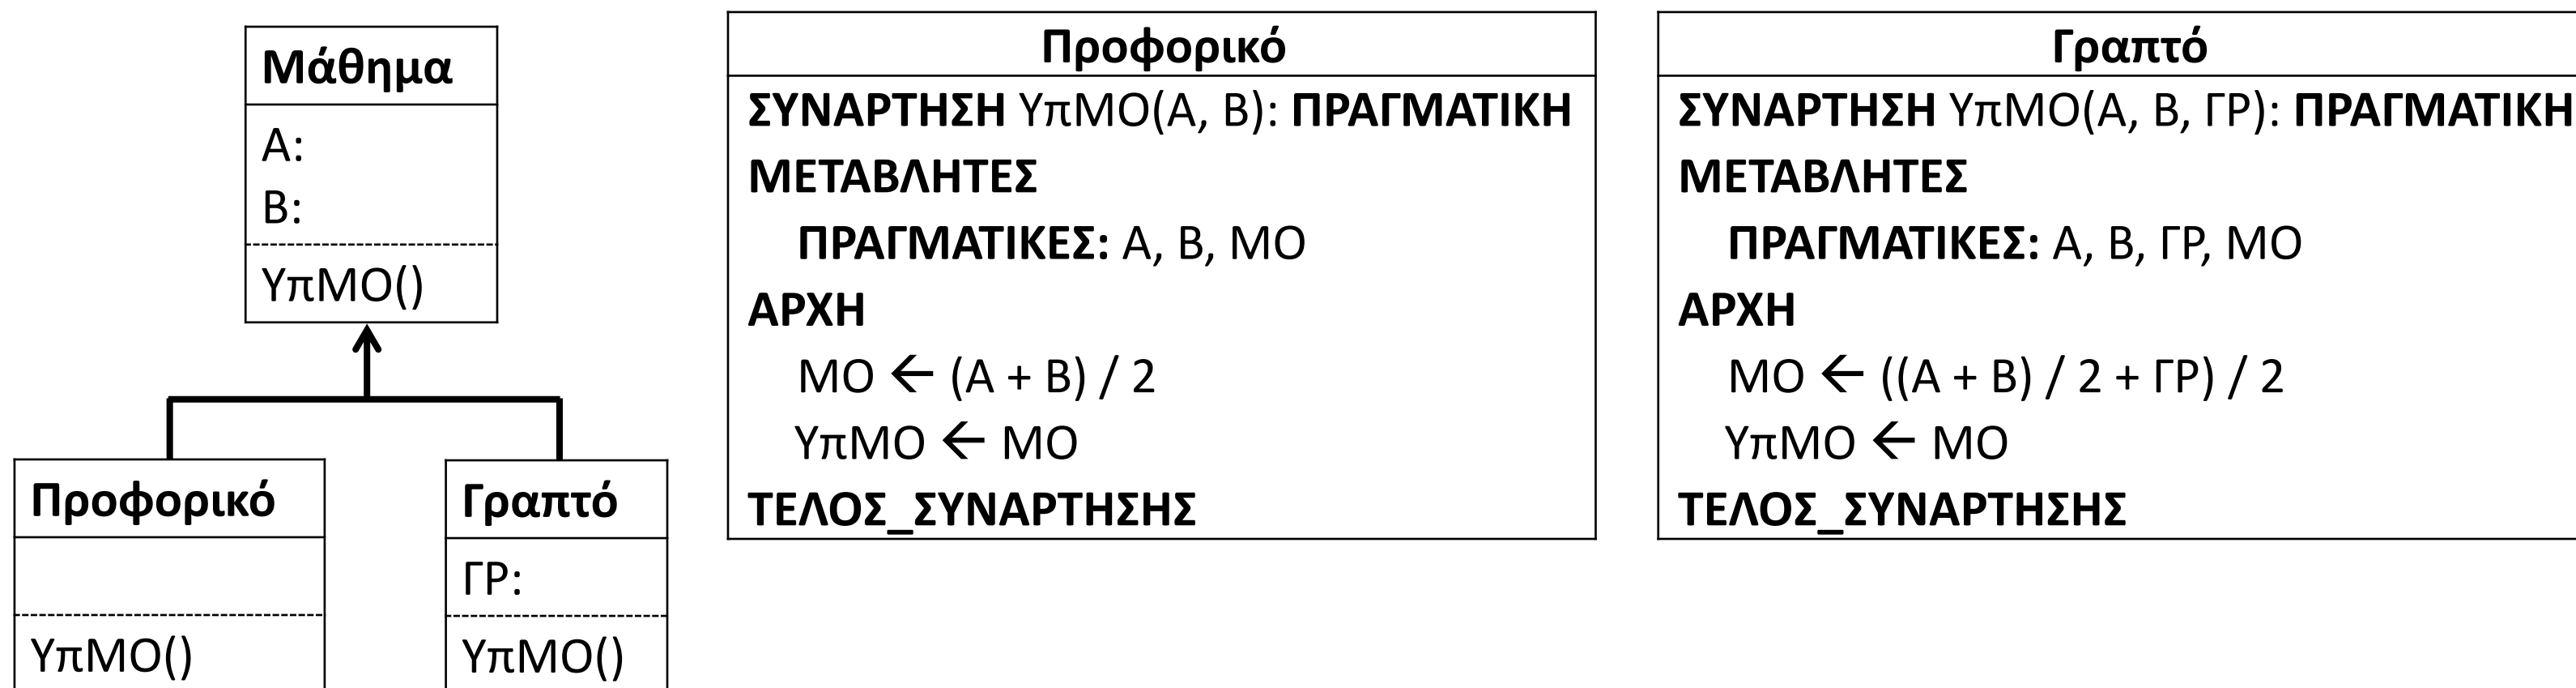 Μάθημα
Α:
Β:
ΥπΜΟ()
Προφορικό
ΥπΜΟ()
Γραπτό
ΓΡ:
ΥπΜΟ()
Προφορικό
ΣΥΝΑΡΤΗΣΗ ΥπΜΟ(Α, Β): ΠΡΑΓΜΑΤΙΚΗ
ΜΕΤΑΒΛΗΤΕΣ
ΠΡΑΓΜΑΤΙΚΕΣ: Α, Β, ΜΟ
ΑΡΧΗ
ΜΟ ← (Α + Β) / 2
ΥπΜΟ ← ΜΟ
ΤΕΛΟΣ_ΣΥΝΑΡΤΗΣΗΣ
Γραπτό
ΣΥΝΑΡΤΗΣΗ ΥπΜΟ(Α, Β, ΓΡ): ΠΡΑΓΜΑΤΙΚΗ
ΜΕΤΑΒΛΗΤΕΣ
ΠΡΑΓΜΑΤΙΚΕΣ: Α, Β, ΓΡ, ΜΟ
ΑΡΧΗ
ΜΟ ← ((Α + Β) / 2 + ΓΡ) / 2
ΥπΜΟ ← ΜΟ
ΤΕΛΟΣ_ΣΥΝΑΡΤΗΣΗΣ